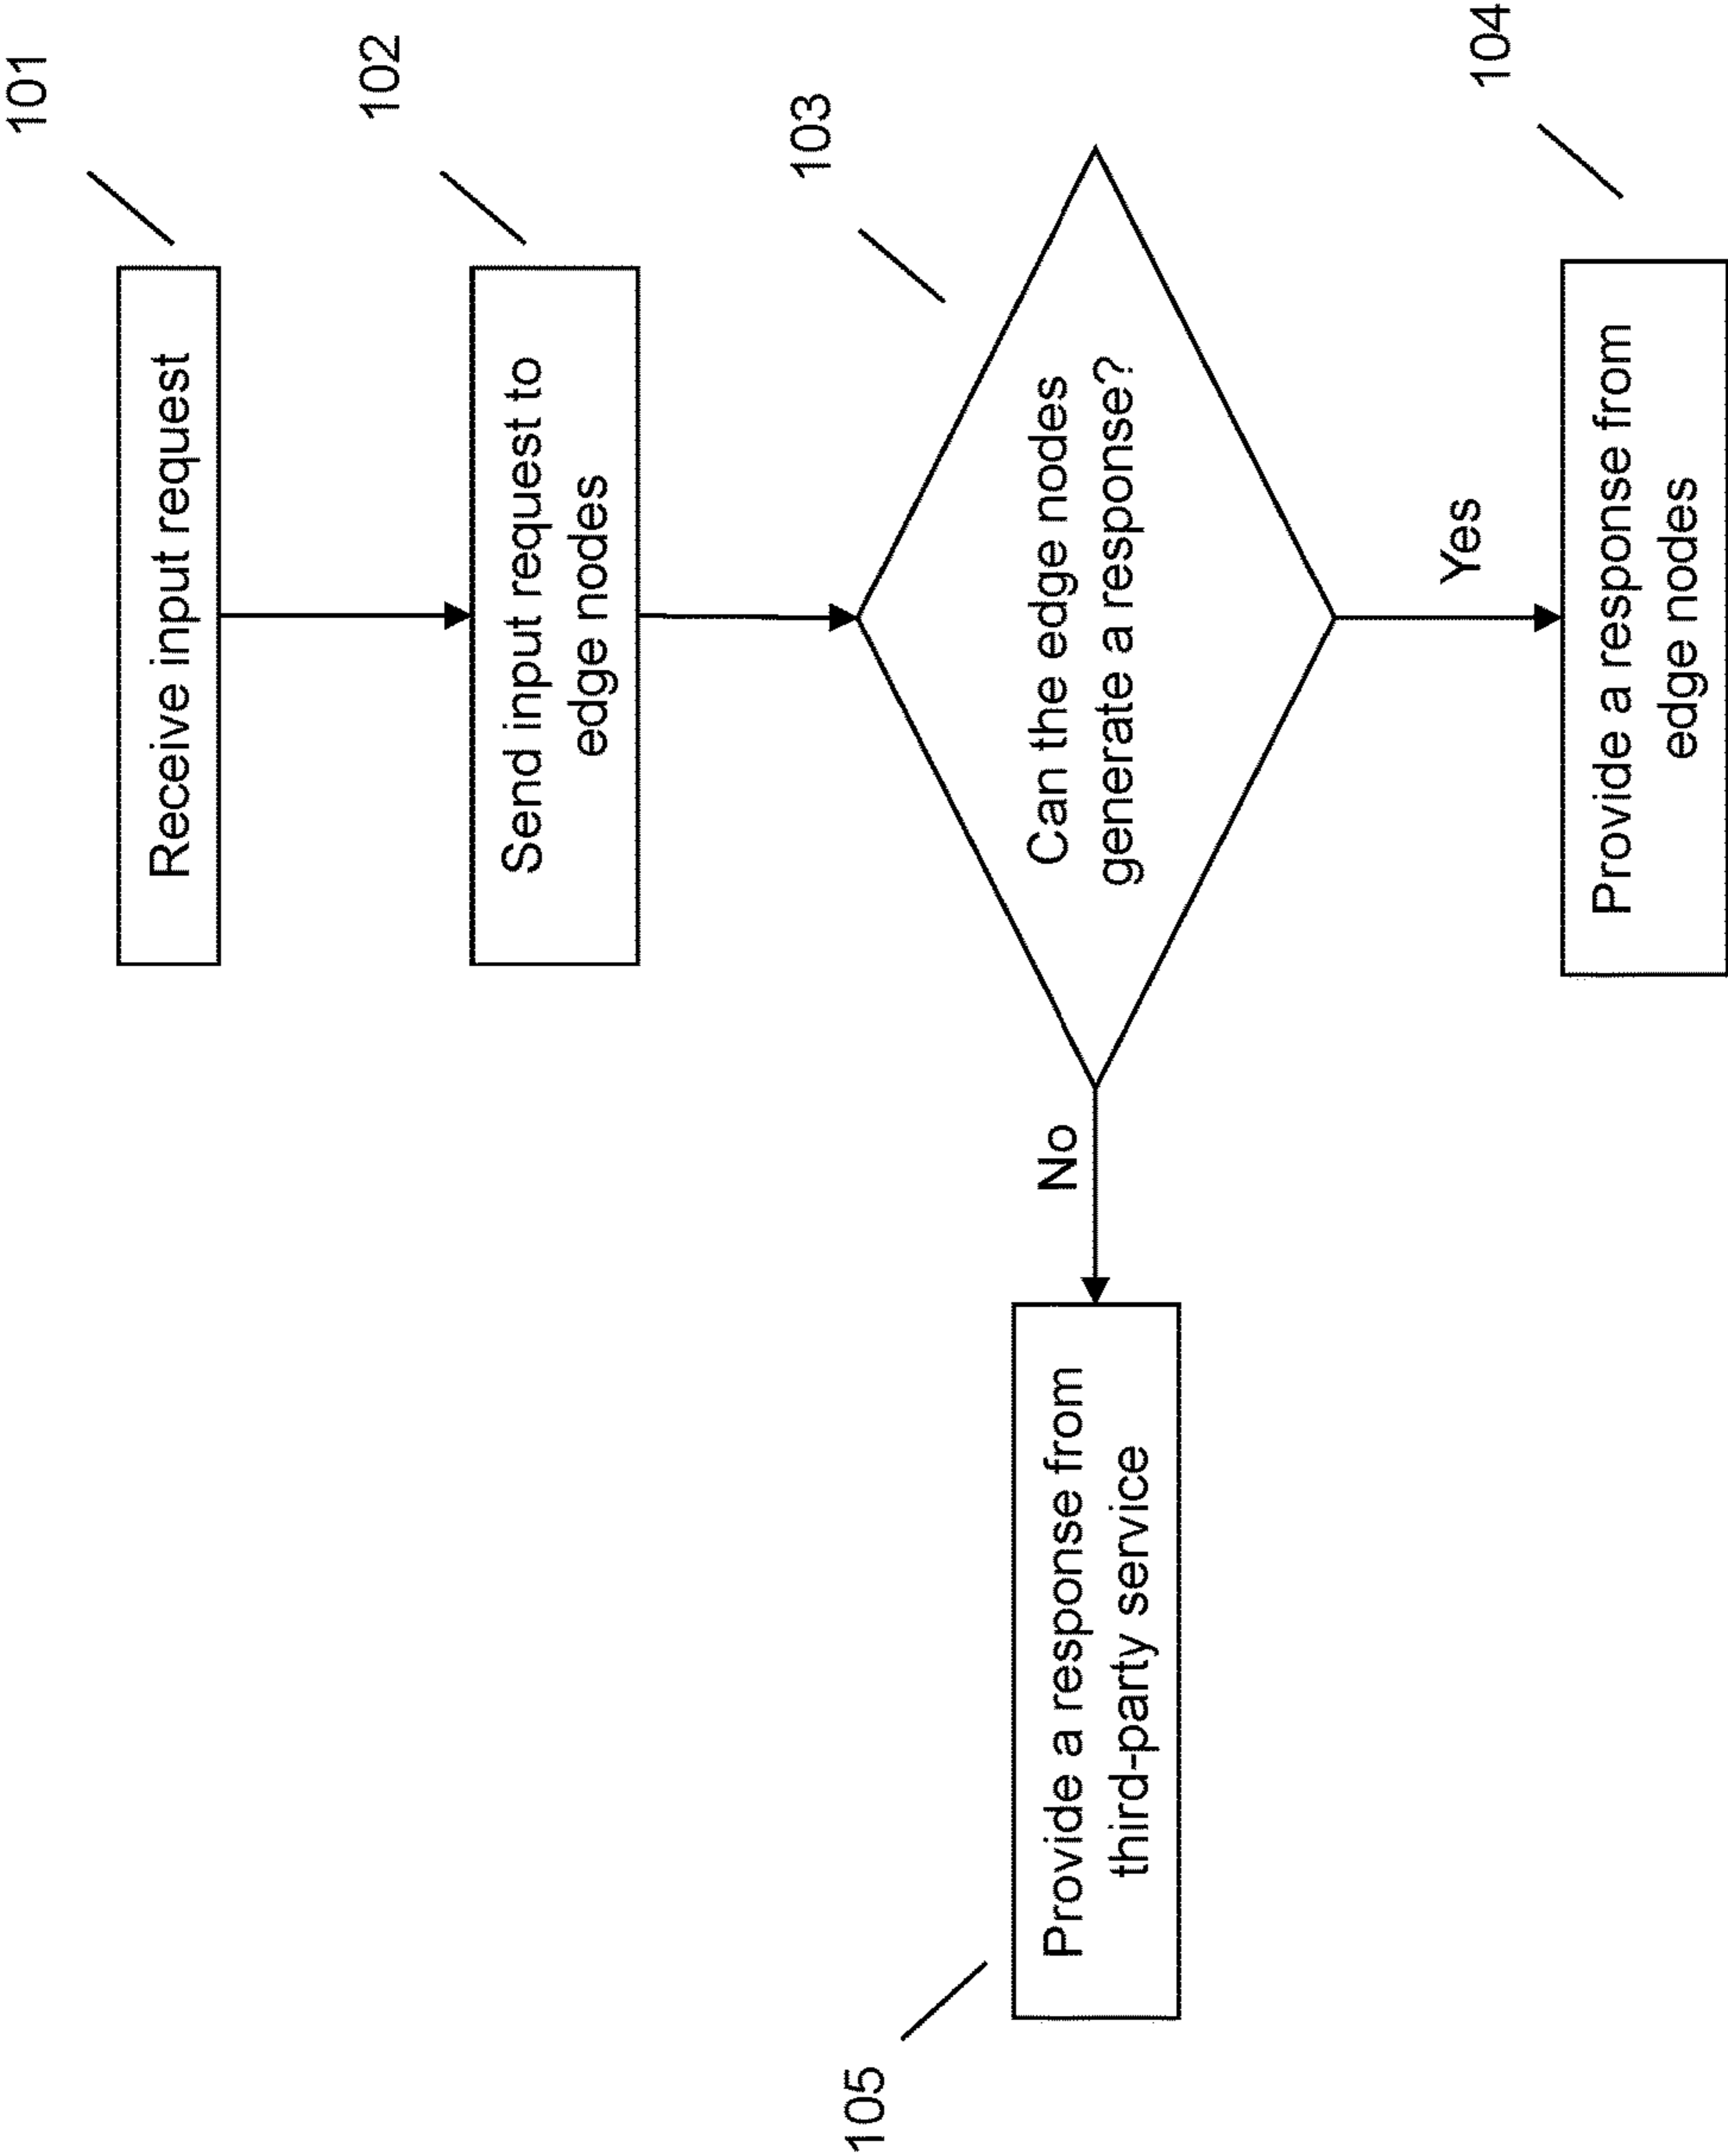 101
Receive input request
102
Send input request to
edge nodes
103
Can the edge nodes
generate a response?
No
Yes
105
Provide a response from
third-party service
104
Provide a response from
edge nodes